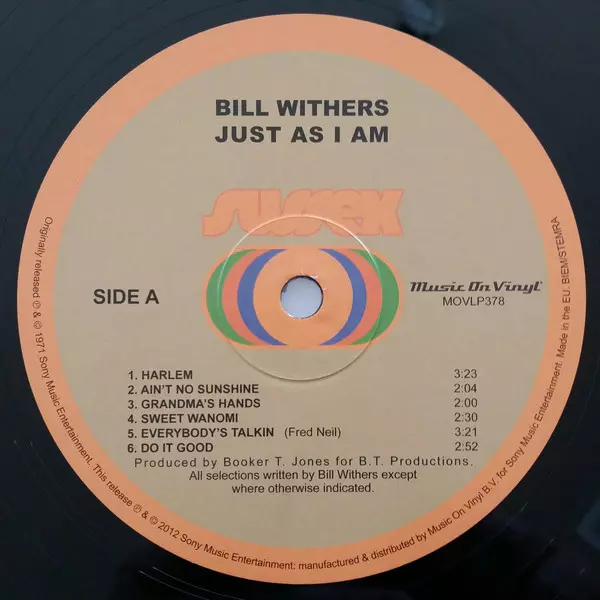 BILL WITHERS
JUST AS I AM
sussex
SIDE A
Music On Vinyl
MOVLP378
1. HARLEM 3:23
2. AIN'T NO SUNSHINE 2:04
3. GRANDMA'S HANDS 2:00
4. SWEET WANOMI 2:30
5. EVERYBODY'S TALKIN (Fred Neil) 3:21
6. DO IT GOOD 2:52
Produced by Booker T. Jones for B.T. Productions.
All selections written by Bill Withers except
where otherwise indicated.
Originally released ℗ & © 1971 Sony Music Entertainment. This release ℗ & © 2012 Sony Music Entertainment: manufactured & distributed by Music On Vinyl B.V. for Sony Music Entertainment. Made in the EU. BIEM/STEMRA